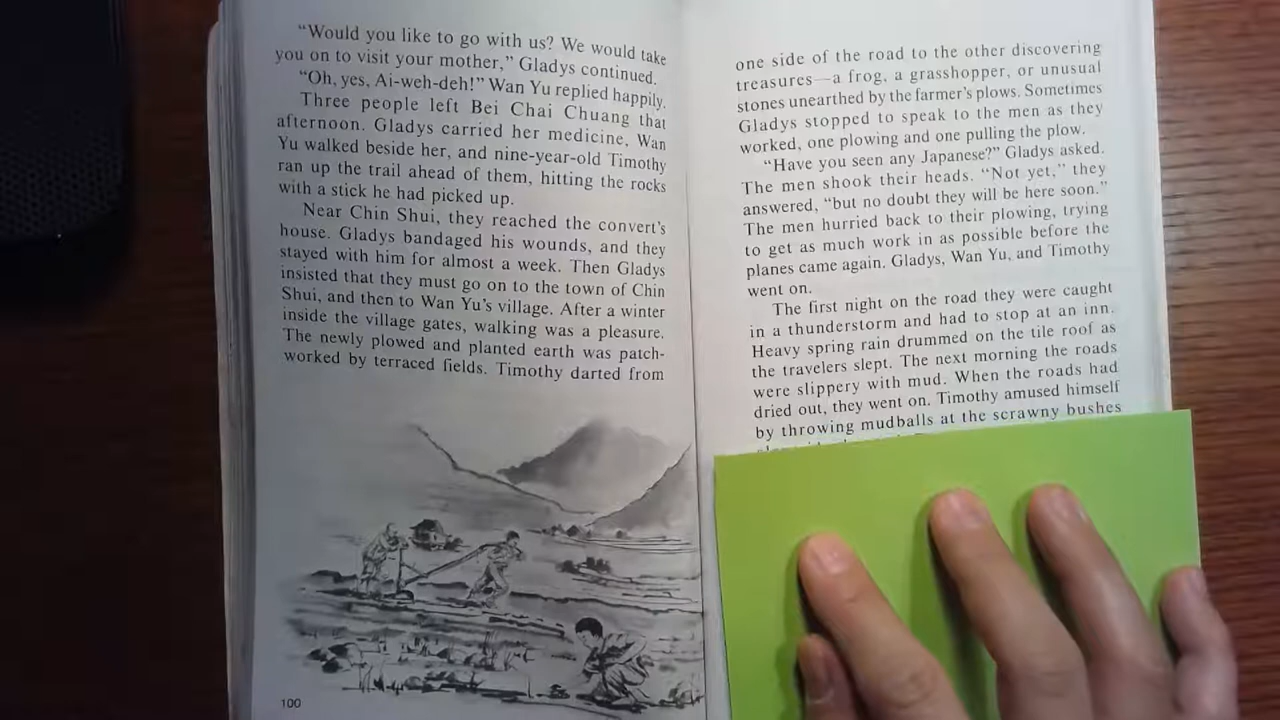 “Would you like to go with us? We would take
you on to visit your mother,” Gladys continued.
“Oh, yes, Ai-weh-deh!” Wan Yu replied happily.
Three people left Bei Chai Chuang that
afternoon. Gladys carried her medicine, Wan
Yu walked beside her, and nine-year-old Timothy
ran up the trail ahead of them, hitting the rocks
with a stick he had picked up.
Near Chin Shui, they reached the convert’s
house. Gladys bandaged his wounds, and they
stayed with him for almost a week. Then Gladys
insisted that they must go on to the town of Chin
Shui, and then to Wan Yu’s village. After a winter
inside the village gates, walking was a pleasure.
The newly plowed and planted earth was patch-
worked by terraced fields. Timothy darted from
100
one side of the road to the other discovering
treasures—a frog, a grasshopper, or unusual
stones unearthed by the farmer’s plows. Sometimes
Gladys stopped to speak to the men as they
worked, one plowing and one pulling the plow.
“Have you seen any Japanese?” Gladys asked.
The men shook their heads. “Not yet,” they
answered, “but no doubt they will be here soon.”
The men hurried back to their plowing, trying
to get as much work in as possible before the
planes came again. Gladys, Wan Yu, and Timothy
went on.
The first night on the road they were caught
in a thunderstorm and had to stop at an inn.
Heavy spring rain drummed on the tile roof as
the travelers slept. The next morning the roads
were slippery with mud. When the roads had
dried out, they went on. Timothy amused himself
by throwing mudballs at the scrawny bushes